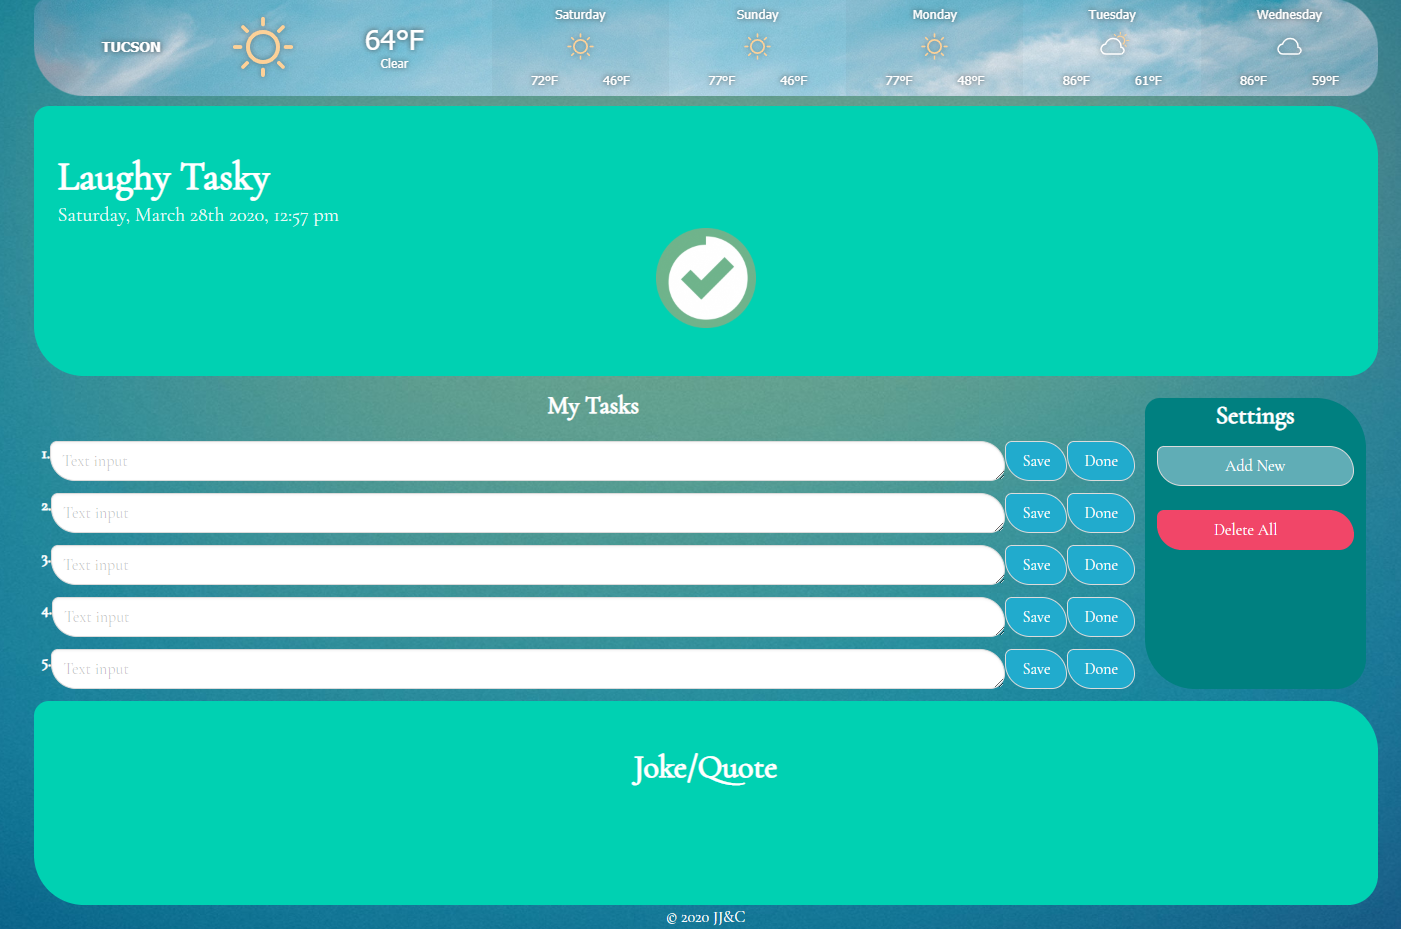 TUCSON
64°F
Clear
Saturday
72°F 46°F
Sunday
77°F 46°F
Monday
77°F 48°F
Tuesday
86°F 61°F
Wednesday
86°F 59°F
Laughy Tasky
Saturday, March 28th 2020, 12:57 pm
My Tasks
1. Text input Save Done
2. Text input Save Done
3. Text input Save Done
4. Text input Save Done
5. Text input Save Done
Settings
Add New
Delete All
Joke/Quote
© 2020 JJ&C